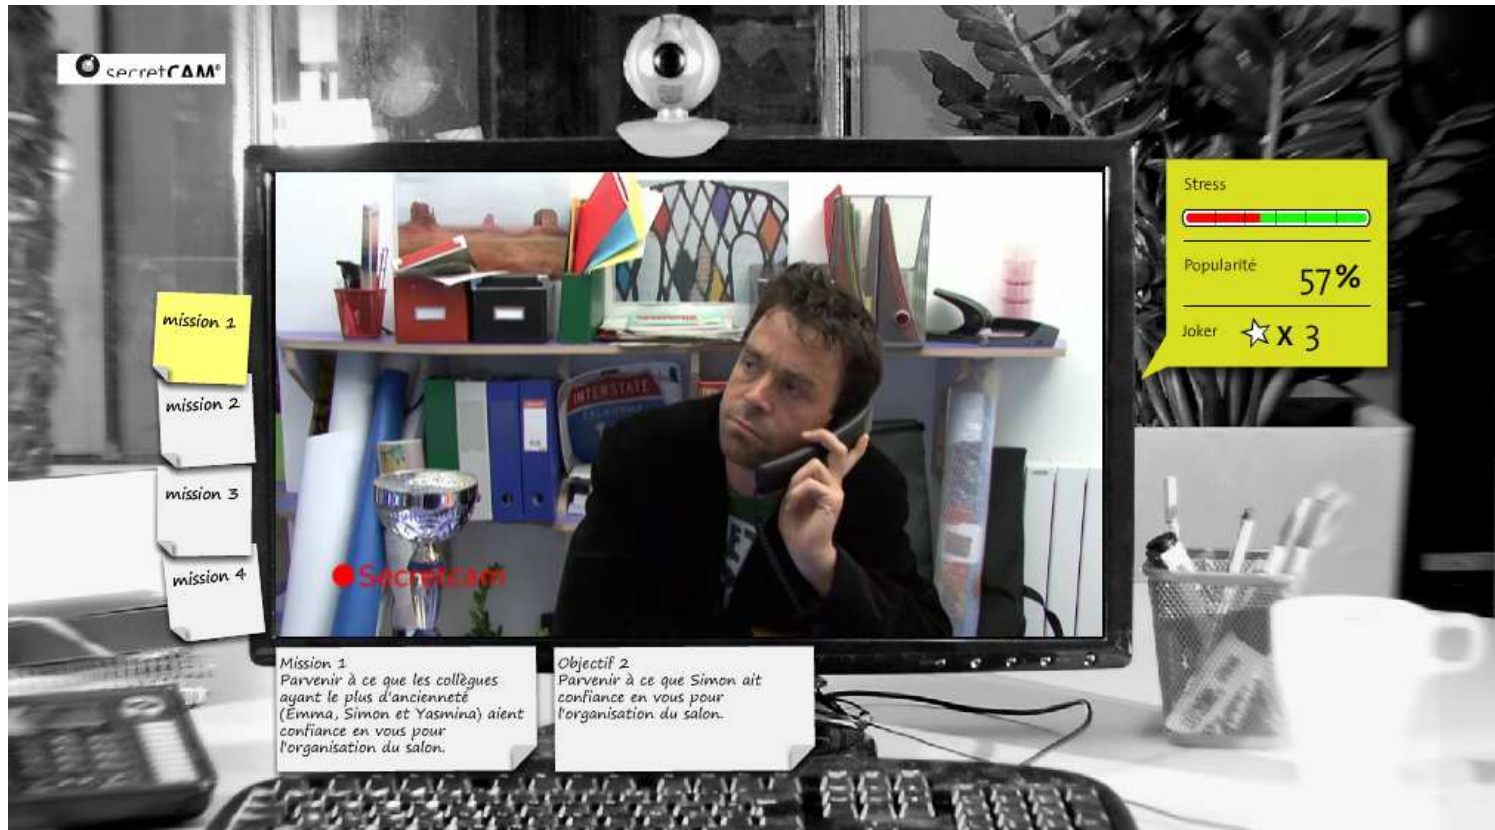 secretCAM®
Stress
Popularité
57%
Joker
X 3
mission 1
mission 2
mission 3
mission 4
INTERSTATE
CALIFORNIA
Secretcam
Mission 1
Parvenir à ce que les collègues
ayant le plus d'ancienneté
(Emma, Simon et Yasmina) aient
confiance en vous pour
l'organisation du salon.
Objectif 2
Parvenir à ce que Simon ait
confiance en vous pour
l'organisation du salon.